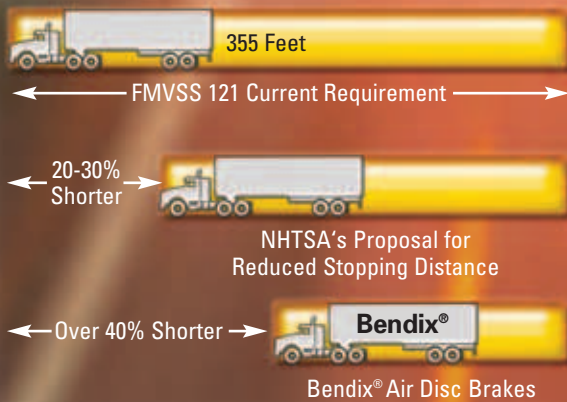 355 Feet
FMVSS 121 Current Requirement
20-30%
Shorter
NHTSA's Proposal for
Reduced Stopping Distance
Over 40% Shorter
Bendix®
Bendix® Air Disc Brakes